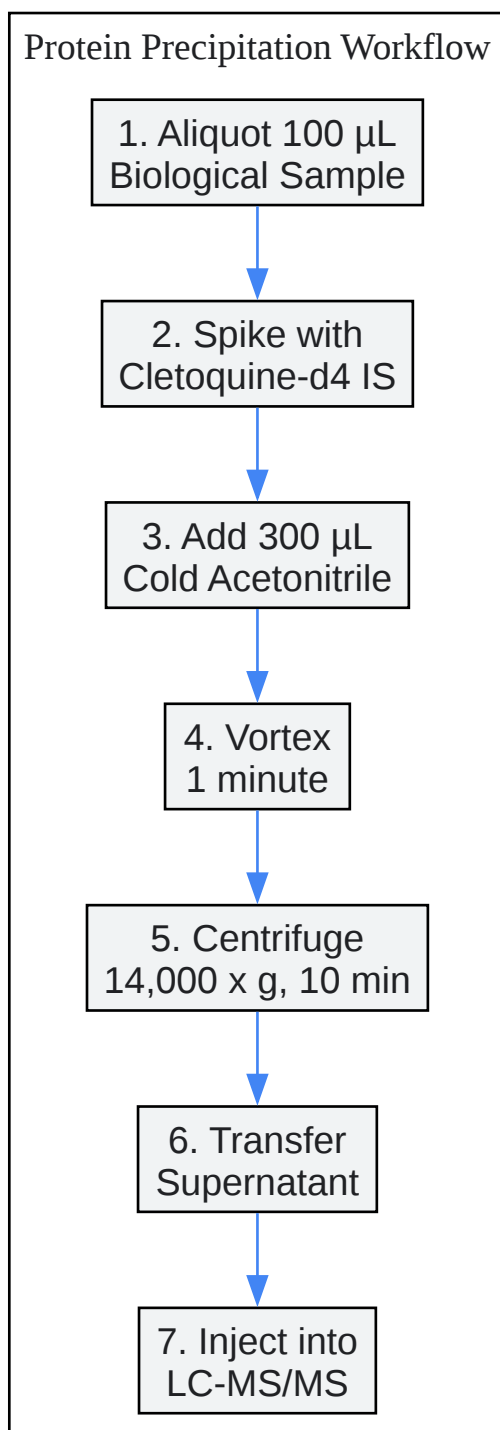 Protein Precipitation Workflow
1. Aliquot 100 µL
Biological Sample
2. Spike with
Cletoquine-d4 IS
3. Add 300 µL
Cold Acetonitrile
4. Vortex
1 minute
5. Centrifuge
14,000 x g, 10 min
6. Transfer
Supernatant
7. Inject into
LC-MS/MS